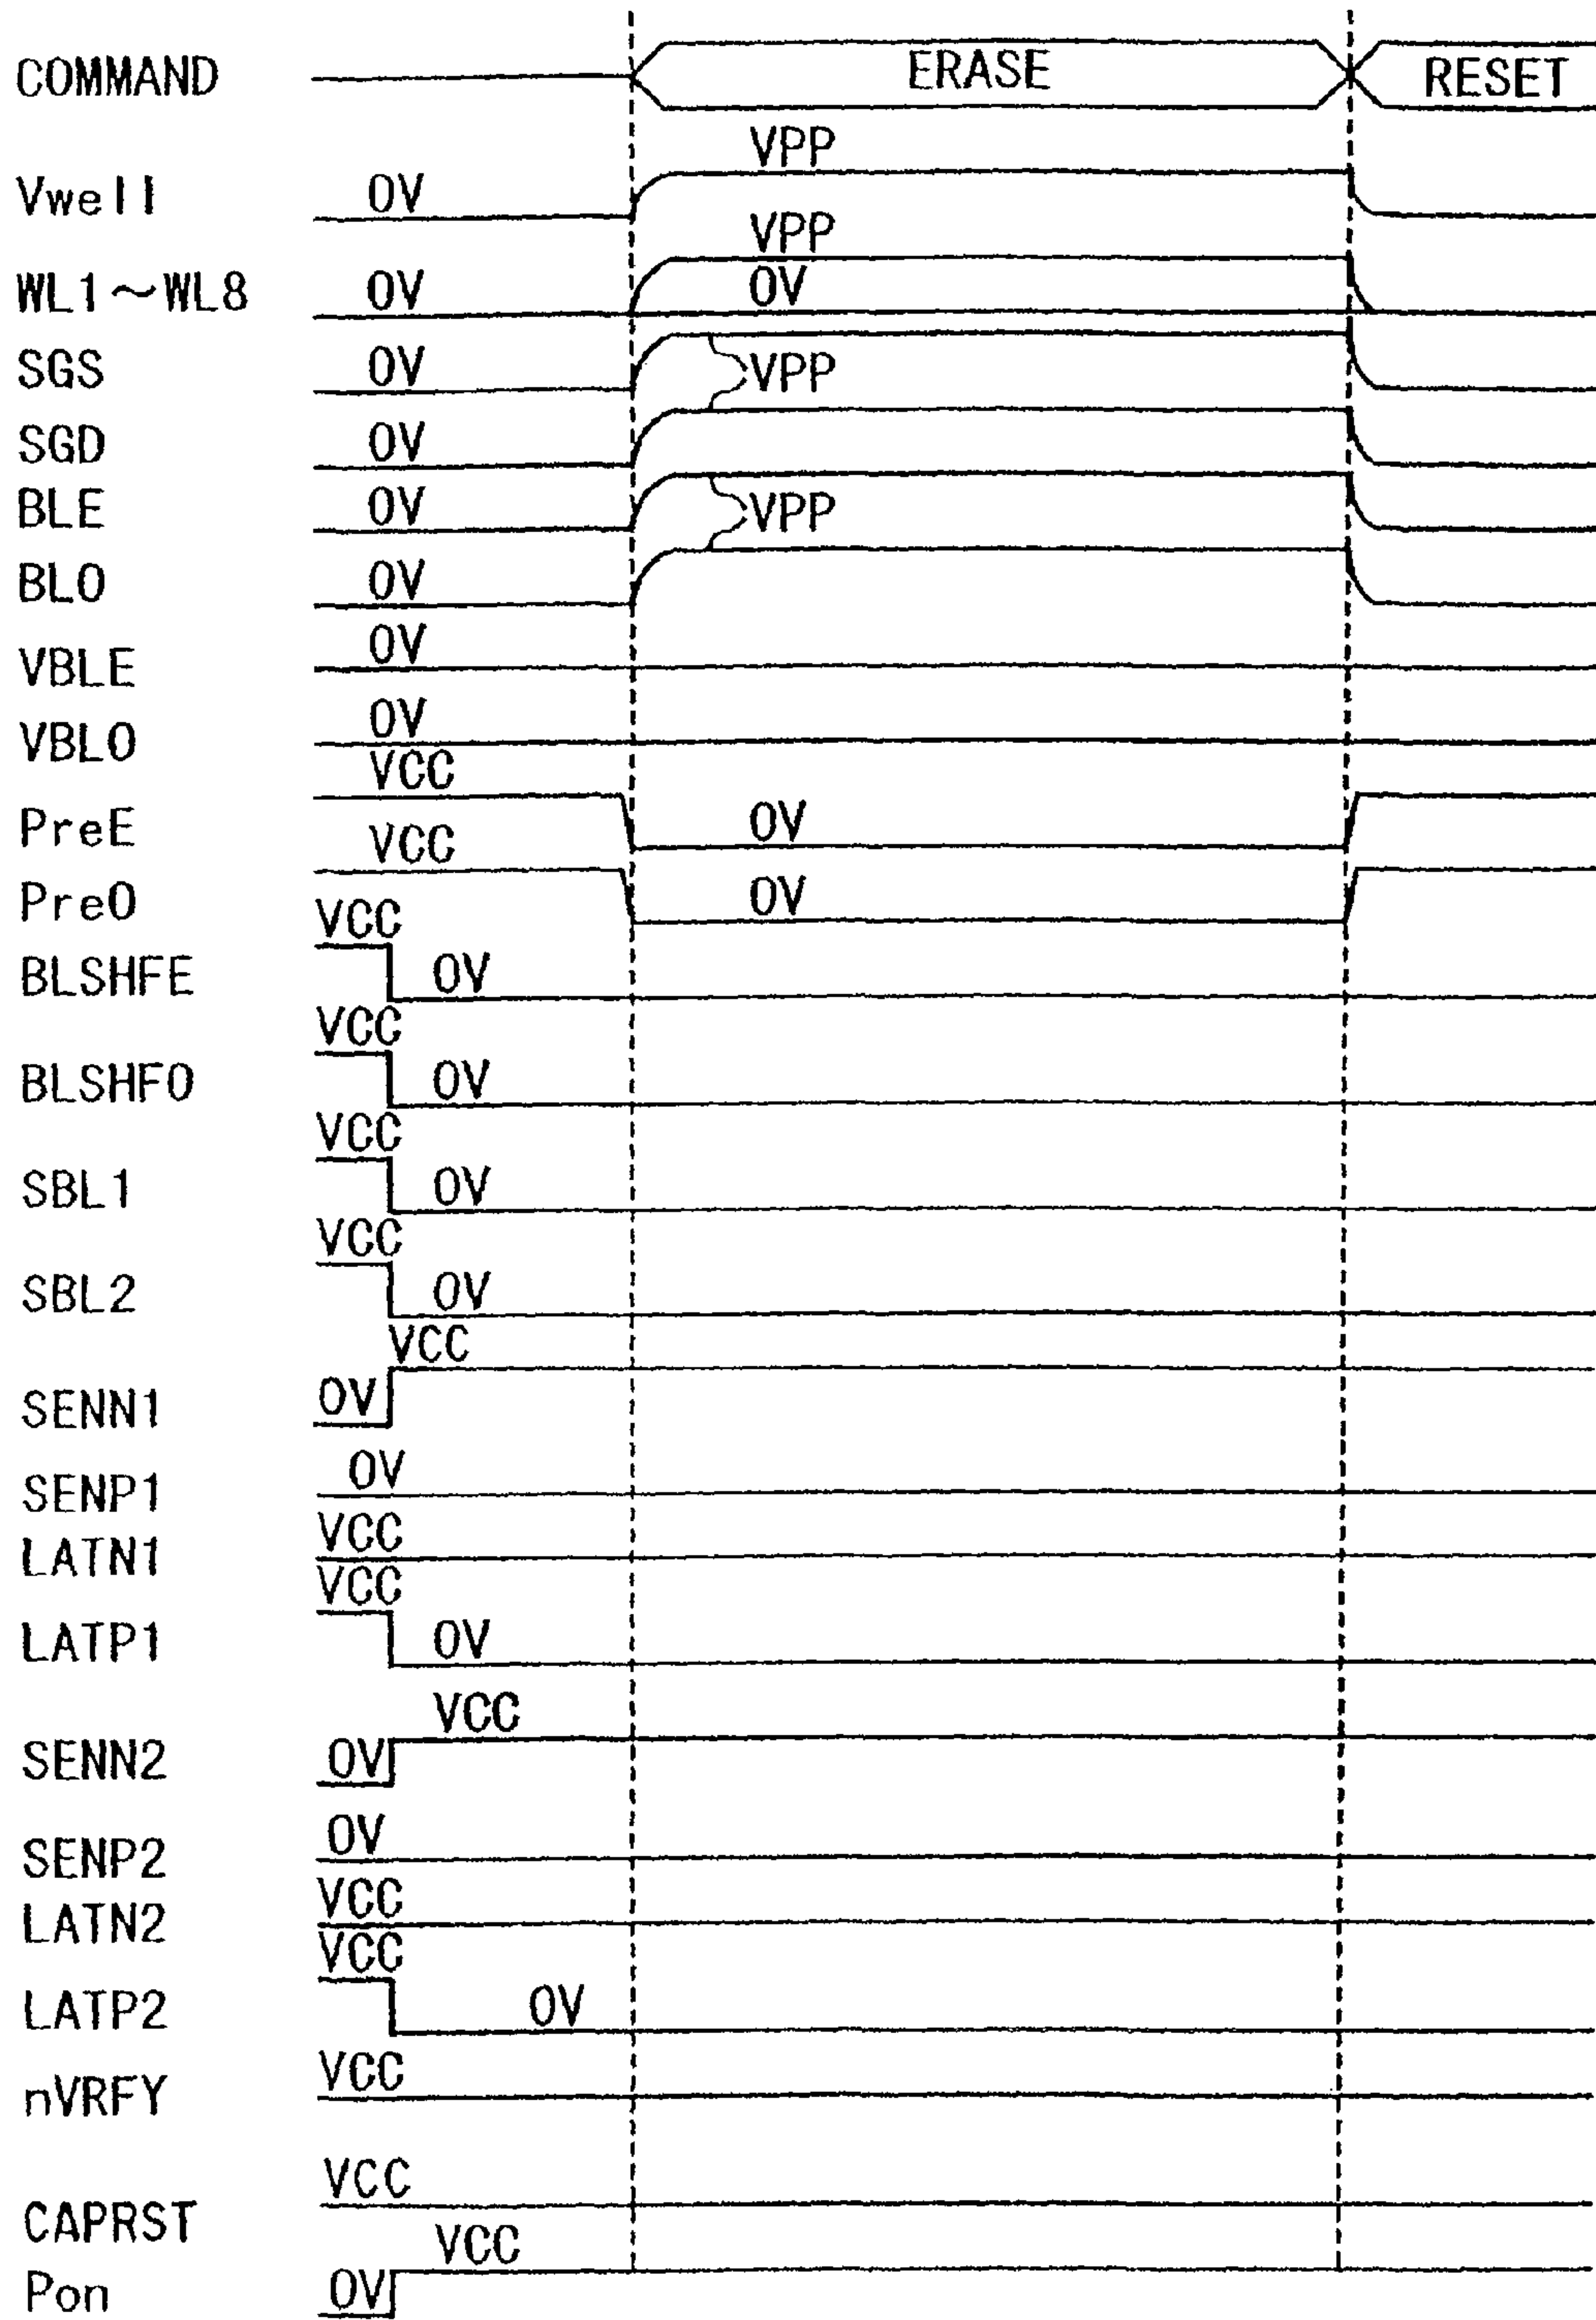 COMMAND ERASE RESET
VPP
Vwell 0V
VPP
WL1~WL8 0V 0V
SGS 0V VPP
SGD 0V
BLE 0V VPP
BLO 0V
0V
VBLE
0V
VBLO
VCC
PreE 0V
VCC
PreO 0V
VCC
BLSHFE 0V
VCC
BLSHFO 0V
VCC
SBL1 0V
VCC
SBL2 0V
VCC
SENN1 0V
0V
SENP1
VCC
LATN1
VCC
LATP1 0V
VCC
SENN2 0V
0V
SENP2
VCC
LATN2
VCC
LATP2 0V
VCC
nVRFY
VCC
CAPRST
VCC
Pon 0V